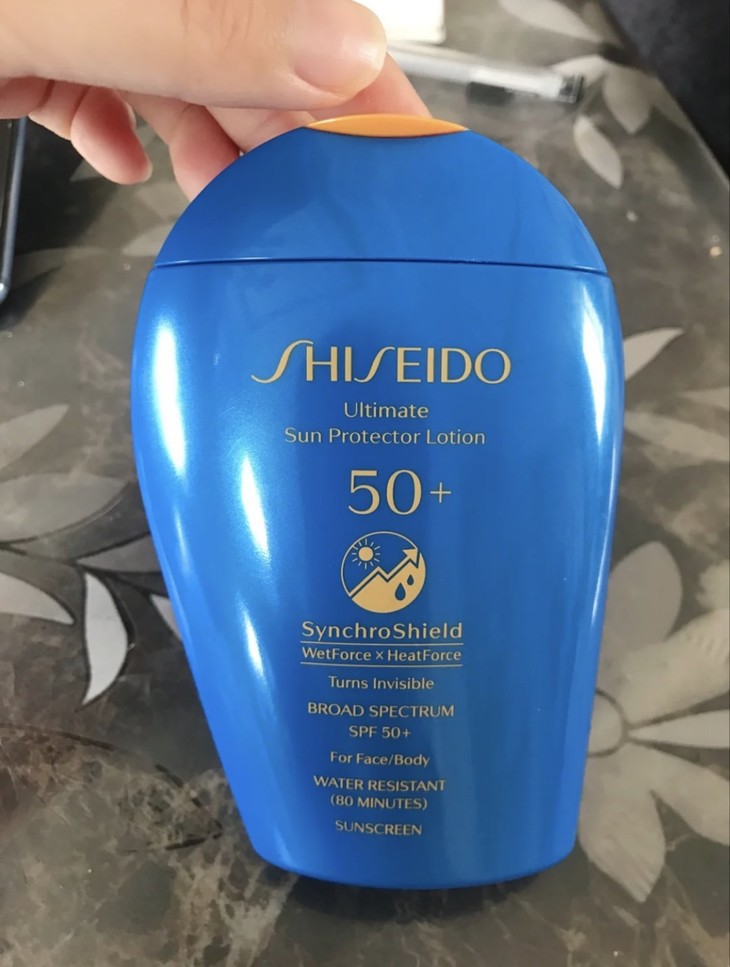 SHISEIDO
Ultimate
Sun Protector Lotion
50+
SynchroShield
WetForce × HeatForce
Turns Invisible
BROAD SPECTRUM
SPF 50+
For Face/Body
WATER RESISTANT
(80 MINUTES)
SUNSCREEN